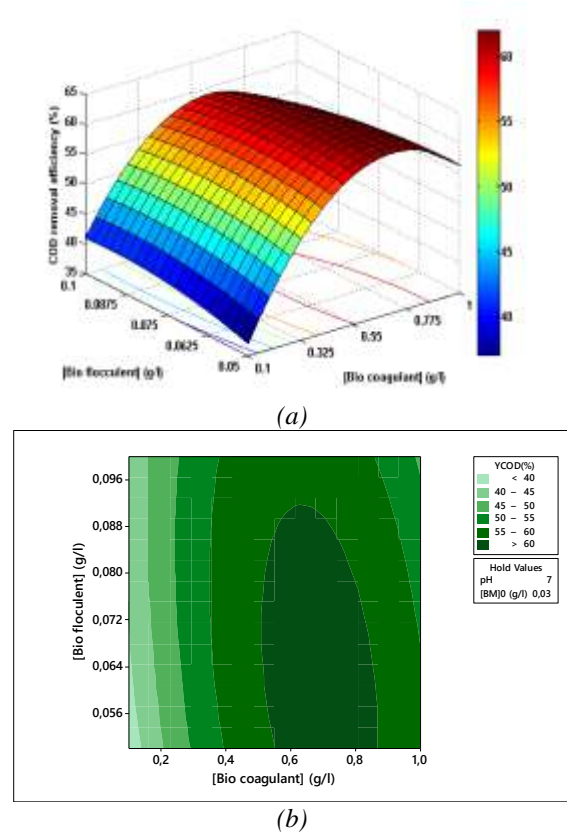 COD removal efficiency (%)
65
60
55
50
45
40
35
0.1
0.0875
0.075
0.0625
0.05
[Bio flocculent] (g/l)
0.1
0.325
0.55
0.775
1
[Bio coagulant] (g/l)
60
55
50
45
40
(a)
0,096
0,088
0,080
0,072
0,064
0,056
[Bio floculent] (g/l)
0,2 0,4 0,6 0,8 1,0
[Bio coagulant] (g/l)
YCOD(%)
< 40
40 – 45
45 – 50
50 – 55
55 – 60
> 60
Hold Values
pH 7
[BM]0 (g/l) 0,03
(b)